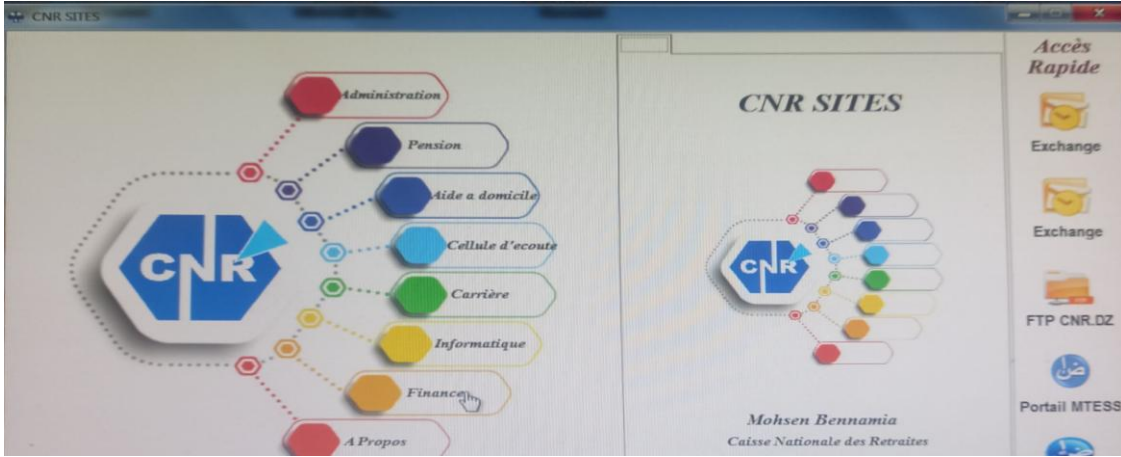 CNR SITES
Administration
Pension
Aide a domicile
Cellule d'ecoute
Carrière
Informatique
Finance
A Propos
CNR
CNR SITES
CNR
Mohsen Bennamia
Caisse Nationale des Retraites
Accès
Rapide
Exchange
Exchange
FTP CNR.DZ
ض
Portail MTESS